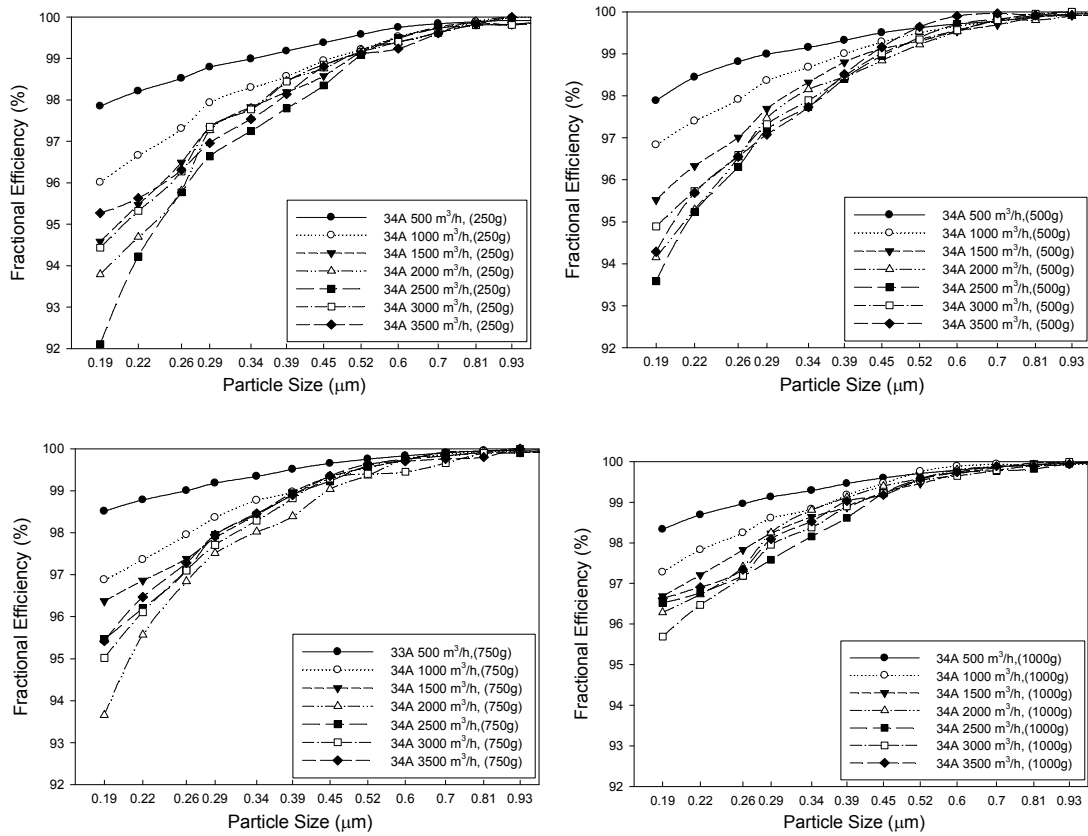 Fractional Efficiency (%)
100
99
98
97
96
95
94
93
92
34A 500 m³/h, (250g)
34A 1000 m³/h, (250g)
34A 1500 m³/h, (250g)
34A 2000 m³/h, (250g)
34A 2500 m³/h, (250g)
34A 3000 m³/h, (250g)
34A 3500 m³/h, (250g)
0.19 0.22 0.26 0.29 0.34 0.39 0.45 0.52 0.6 0.7 0.81 0.93
Particle Size (μm)
Fractional Efficiency (%)
100
99
98
97
96
95
94
93
92
34A 500 m³/h,(500g)
34A 1000 m³/h,(500g)
34A 1500 m³/h, (500g)
34A 2000 m³/h, (500g)
34A 2500 m³/h, (500g)
34A 3000 m³/h, (500g)
34A 3500 m³/h, (500g)
0.19 0.22 0.26 0.29 0.34 0.39 0.45 0.52 0.6 0.7 0.81 0.93
Particle Size (μm)
Fractional Efficiency (%)
100
99
98
97
96
95
94
93
92
33A 500 m³/h,(750g)
34A 1000 m³/h,(750g)
34A 1500 m³/h, (750g)
34A 2000 m³/h, (750g)
34A 2500 m³/h, (750g)
34A 3000 m³/h, (750g)
34A 3500 m³/h, (750g)
0.19 0.22 0.26 0.29 0.34 0.39 0.45 0.52 0.6 0.7 0.81 0.93
Particle Size (μm)
Fractional Efficiency (%)
100
99
98
97
96
95
94
93
92
34A 500 m³/h,(1000g)
34A 1000 m³/h,(1000g)
34A 1500 m³/h, (1000g)
34A 2000 m³/h, (1000g)
34A 2500 m³/h, (1000g)
34A 3000 m³/h, (1000g)
34A 3500 m³/h, (1000g)
0.19 0.22 0.26 0.29 0.34 0.39 0.45 0.52 0.6 0.7 0.81 0.93
Particle Size (μm)